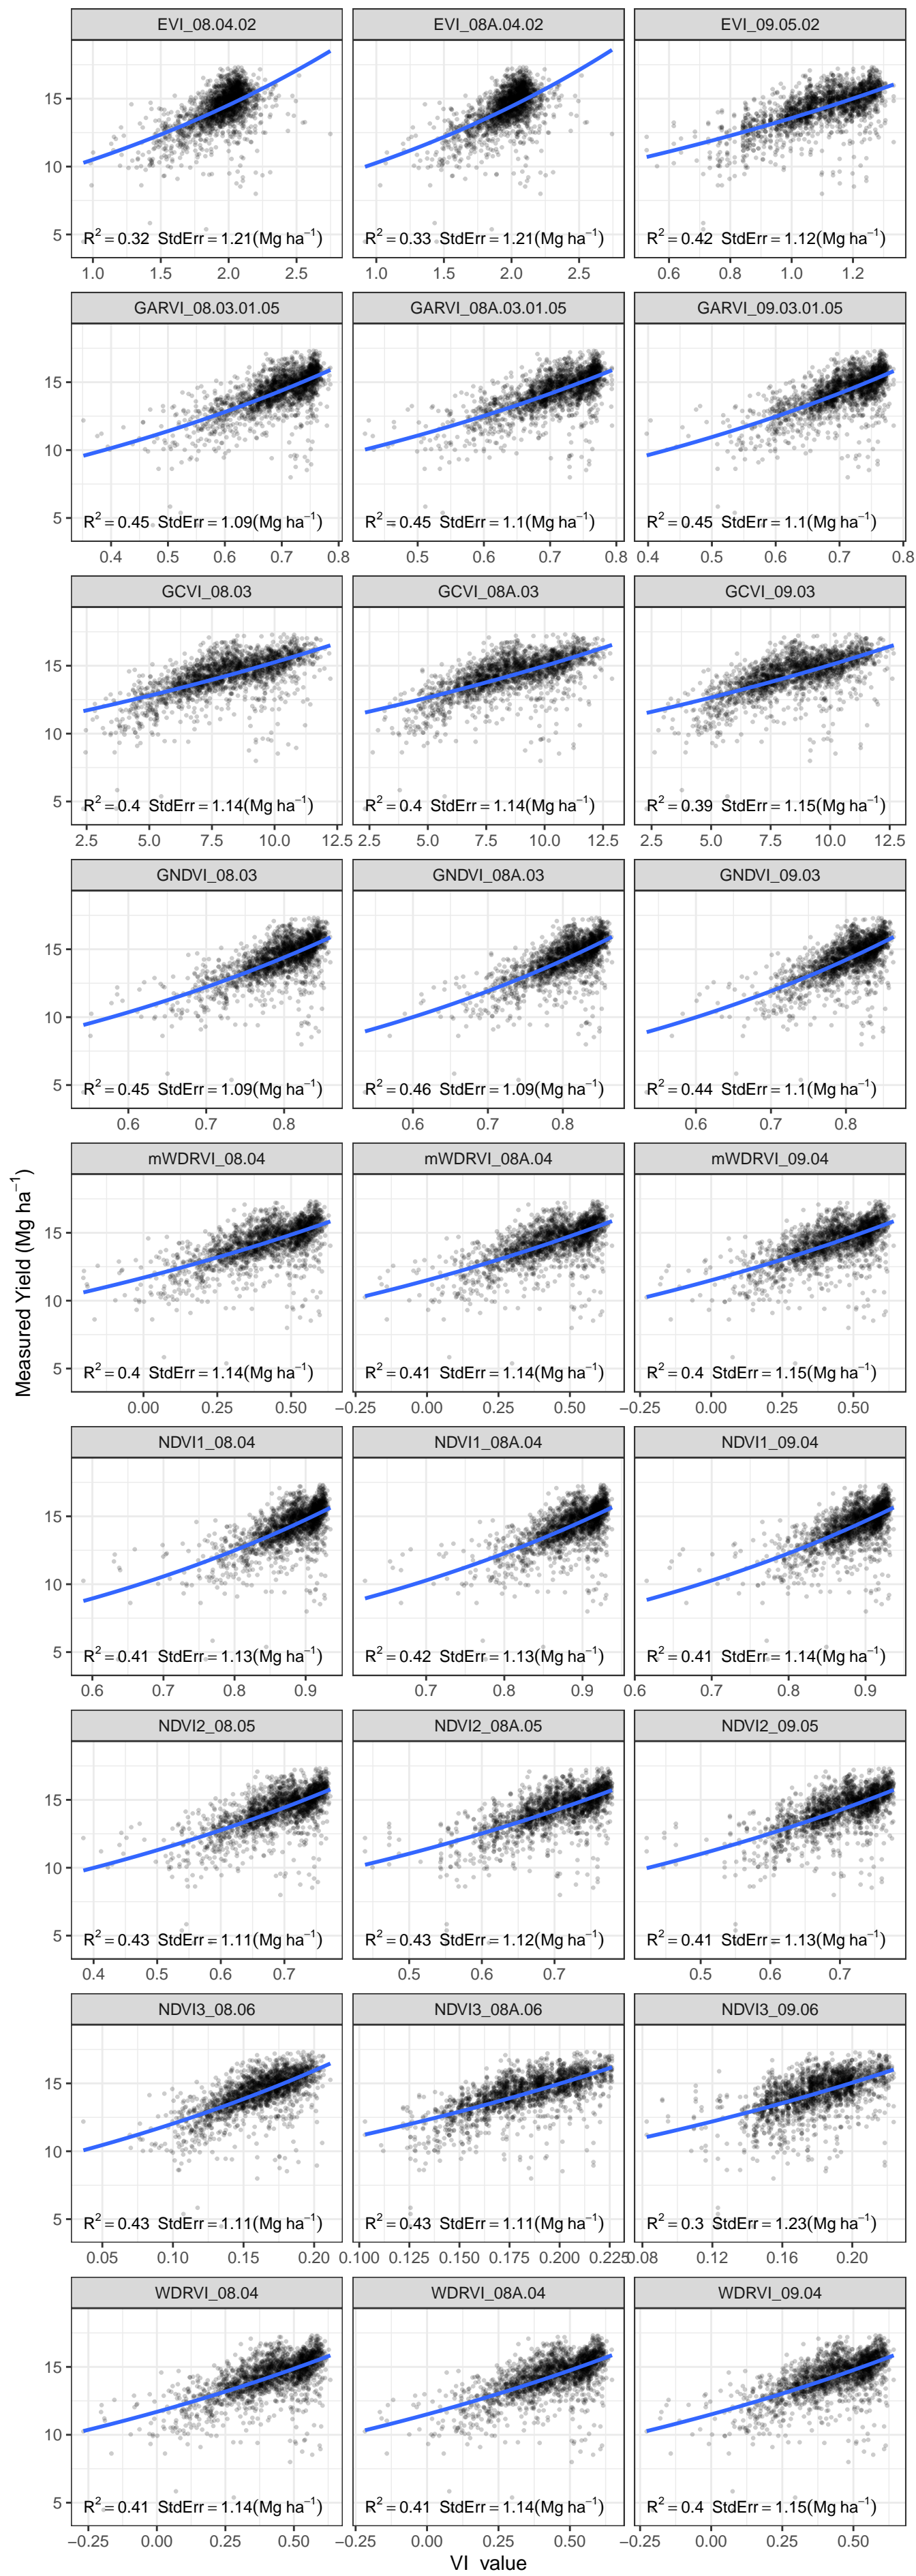 EVI_08.04.02 EVI_08A.04.02 EVI_09.05.02
15
10
5
R² = 0.32 StdErr = 1.21(Mg ha⁻¹) R² = 0.33 StdErr = 1.21(Mg ha⁻¹) R² = 0.42 StdErr = 1.12(Mg ha⁻¹)
1.0 1.5 2.0 2.5 1.0 1.5 2.0 2.5 0.6 0.8 1.0 1.2
GARVI_08.03.01.05 GARVI_08A.03.01.05 GARVI_09.03.01.05
15
10
5
R² = 0.45 StdErr = 1.09(Mg ha⁻¹) R² = 0.45 StdErr = 1.1(Mg ha⁻¹) R² = 0.45 StdErr = 1.1(Mg ha⁻¹)
0.4 0.5 0.6 0.7 0.8 0.5 0.6 0.7 0.8 0.4 0.5 0.6 0.7 0.8
GCVI_08.03 GCVI_08A.03 GCVI_09.03
15
10
5
R² = 0.4 StdErr = 1.14(Mg ha⁻¹) R² = 0.4 StdErr = 1.14(Mg ha⁻¹) R² = 0.39 StdErr = 1.15(Mg ha⁻¹)
2.5 5.0 7.5 10.0 12.5 2.5 5.0 7.5 10.0 12.5 2.5 5.0 7.5 10.0 12.5
GNDVI_08.03 GNDVI_08A.03 GNDVI_09.03
15
10
5
R² = 0.45 StdErr = 1.09(Mg ha⁻¹) R² = 0.46 StdErr = 1.09(Mg ha⁻¹) R² = 0.44 StdErr = 1.1(Mg ha⁻¹)
0.6 0.7 0.8 0.6 0.7 0.8 0.6 0.7 0.8
Measured Yield (Mg ha⁻¹)
mWDRVI_08.04 mWDRVI_08A.04 mWDRVI_09.04
15
10
5
R² = 0.4 StdErr = 1.14(Mg ha⁻¹) R² = 0.41 StdErr = 1.14(Mg ha⁻¹) R² = 0.4 StdErr = 1.15(Mg ha⁻¹)
0.00 0.25 0.50 −0.25 0.00 0.25 0.50 −0.25 0.00 0.25 0.50
NDVI1_08.04 NDVI1_08A.04 NDVI1_09.04
15
10
5
R² = 0.41 StdErr = 1.13(Mg ha⁻¹) R² = 0.42 StdErr = 1.13(Mg ha⁻¹) R² = 0.41 StdErr = 1.14(Mg ha⁻¹)
0.6 0.7 0.8 0.9 0.7 0.8 0.9 0.6 0.7 0.8 0.9
NDVI2_08.05 NDVI2_08A.05 NDVI2_09.05
15
10
5
R² = 0.43 StdErr = 1.11(Mg ha⁻¹) R² = 0.43 StdErr = 1.12(Mg ha⁻¹) R² = 0.41 StdErr = 1.13(Mg ha⁻¹)
0.4 0.5 0.6 0.7 0.5 0.6 0.7 0.5 0.6 0.7
NDVI3_08.06 NDVI3_08A.06 NDVI3_09.06
15
10
5
R² = 0.43 StdErr = 1.11(Mg ha⁻¹) R² = 0.43 StdErr = 1.11(Mg ha⁻¹) R² = 0.3 StdErr = 1.23(Mg ha⁻¹)
0.05 0.10 0.15 0.20 0.100 0.125 0.150 0.175 0.200 0.225 0.08 0.12 0.16 0.20
WDRVI_08.04 WDRVI_08A.04 WDRVI_09.04
15
10
5
R² = 0.41 StdErr = 1.14(Mg ha⁻¹) R² = 0.41 StdErr = 1.14(Mg ha⁻¹) R² = 0.4 StdErr = 1.15(Mg ha⁻¹)
−0.25 0.00 0.25 0.50 −0.25 0.00 0.25 0.50 −0.25 0.00 0.25 0.50
VI value